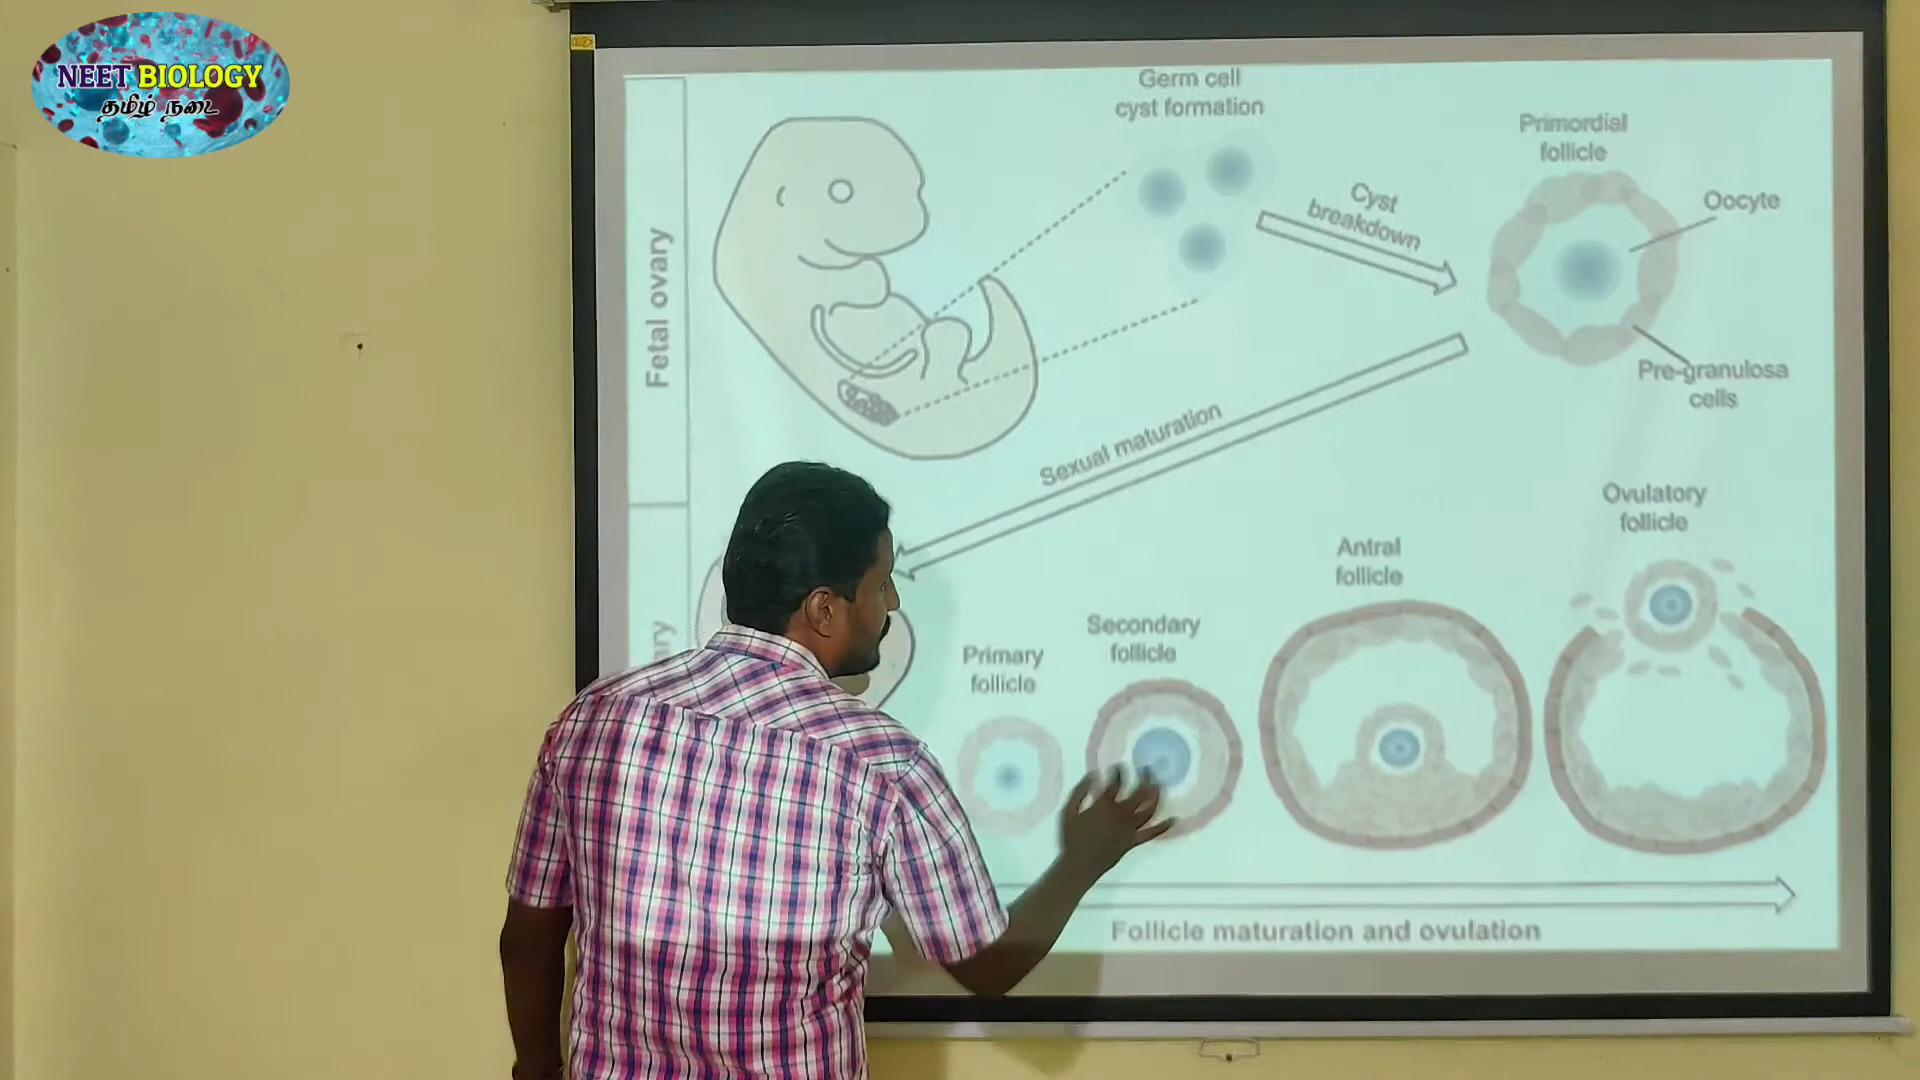 NEET BIOLOGY
தமிழ் நடை
Germ cell
cyst formation
Primordial
follicle
Cyst
breakdown
Oocyte
Fetal ovary
Pre-granulosa
cells
Sexual maturation
Ovulatory
follicle
Antral
follicle
Secondary
follicle
Primary
follicle
ary
Follicle maturation and ovulation